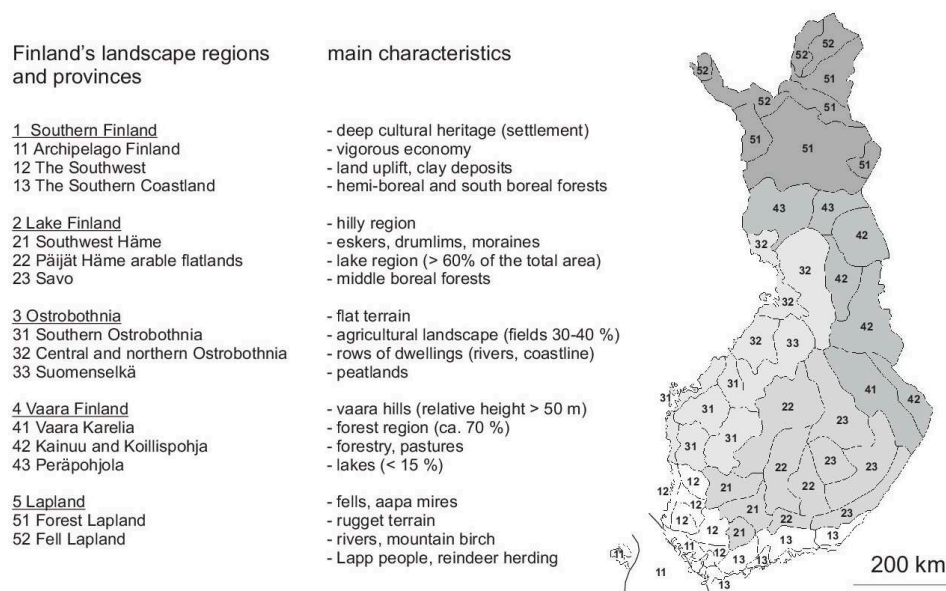 Finland's landscape regions
and provinces
main characteristics
1 Southern Finland
- deep cultural heritage (settlement)
11 Archipelago Finland
- vigorous economy
12 The Southwest
- land uplift, clay deposits
13 The Southern Coastland
- hemi-boreal and south boreal forests
2 Lake Finland
- hilly region
21 Southwest Häme
- eskers, drumlims, moraines
22 Päijät Häme arable flatlands
- lake region (> 60% of the total area)
23 Savo
- middle boreal forests
3 Ostrobothnia
- flat terrain
31 Southern Ostrobothnia
- agricultural landscape (fields 30-40 %)
32 Central and northern Ostrobothnia
- rows of dwellings (rivers, coastline)
33 Suomenselkä
- peatlands
4 Vaara Finland
- vaara hills (relative height > 50 m)
41 Vaara Karelia
- forest region (ca. 70 %)
42 Kainuu and Koillispohja
- forestry, pastures
43 Peräpohjola
- lakes (< 15 %)
5 Lapland
- fells, aapa mires
51 Forest Lapland
- rugget terrain
52 Fell Lapland
- rivers, mountain birch
- Lapp people, reindeer herding
52
52
52
51
52
51
51
51
51
43
43
42
32
32
42
32
42
32
33
31
31
41
42
31
22
23
31
31
23
22
23
12
12
21
22
21
23
12
12
22
21
13
13
11
12
13
13
11
11
13
200 km